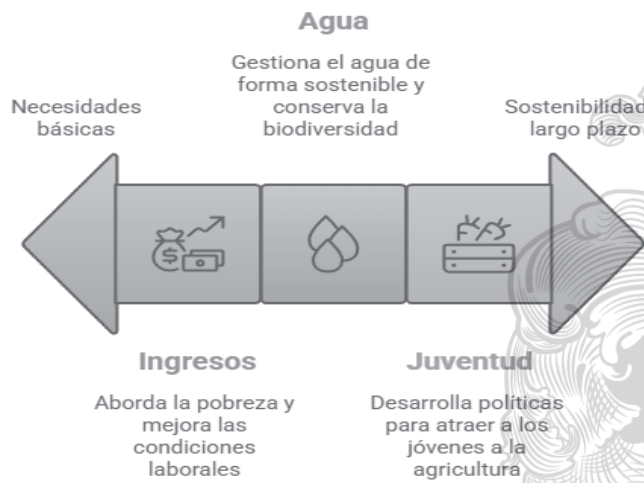 Agua
Gestiona el agua de
forma sostenible y
conserva la
biodiversidad
Necesidades
básicas
Sostenibilidad
largo plazo
Ingresos
Aborda la pobreza y
mejora las
condiciones
laborales
Juventud
Desarrolla políticas
para atraer a los
jóvenes a la
agricultura